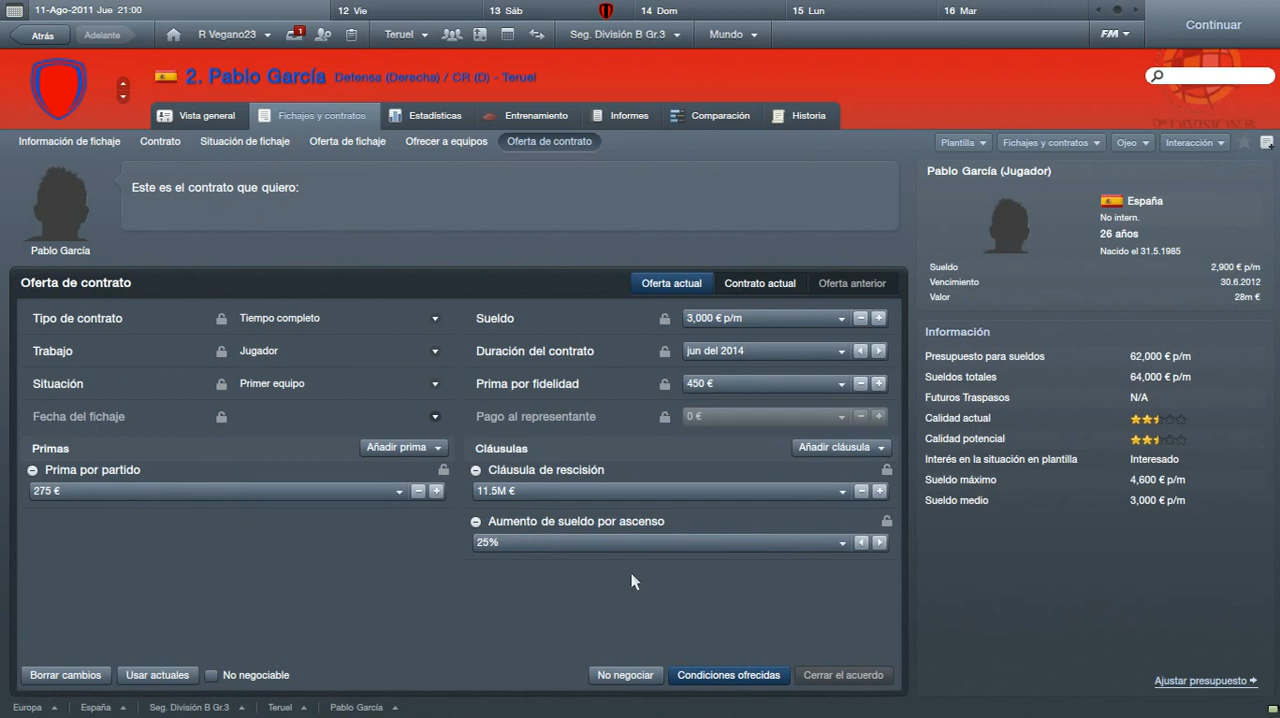 11-Ago-2011 Jue 21:00
12 Vie
13 Sáb
14 Dom
15 Lun
16 Mar
Continuar
Atrás
Adelante
R Vegano23
1
Teruel
Seg. División B Gr.3
Mundo
FM
2. Pablo García Defensa (Derecha) / CR (D) - Teruel
Vista general
Fichajes y contratos
Estadísticas
Entrenamiento
Informes
Comparación
Historia
Información de fichaje
Contrato
Situación de fichaje
Oferta de fichaje
Ofrecer a equipos
Oferta de contrato
Plantilla
Fichajes y contratos
Ojeo
Interacción
Este es el contrato que quiero:
Pablo García
Pablo García (Jugador)
España
No intern.
26 años
Nacido el 31.5.1985
Sueldo 2,900 € p/m
Vencimiento 30.6.2012
Valor 28m €
Oferta de contrato
Oferta actual
Contrato actual
Oferta anterior
Tipo de contrato Tiempo completo
Trabajo Jugador
Situación Primer equipo
Fecha del fichaje
Sueldo 3,000 € p/m
Duración del contrato jun del 2014
Prima por fidelidad 450 €
Pago al representante 0 €
Primas
Añadir prima
Prima por partido
275 €
Cláusulas
Añadir cláusula
Cláusula de rescisión
11.5M €
Aumento de sueldo por ascenso
25%
Información
Presupuesto para sueldos 62,000 € p/m
Sueldos totales 64,000 € p/m
Futuros Traspasos N/A
Calidad actual
Calidad potencial
Interés en la situación en plantilla Interesado
Sueldo máximo 4,600 € p/m
Sueldo medio 3,000 € p/m
Borrar cambios
Usar actuales
No negociable
No negociar
Condiciones ofrecidas
Cerrar el acuerdo
Ajustar presupuesto
Europa
España
Seg. División B Gr.3
Teruel
Pablo García